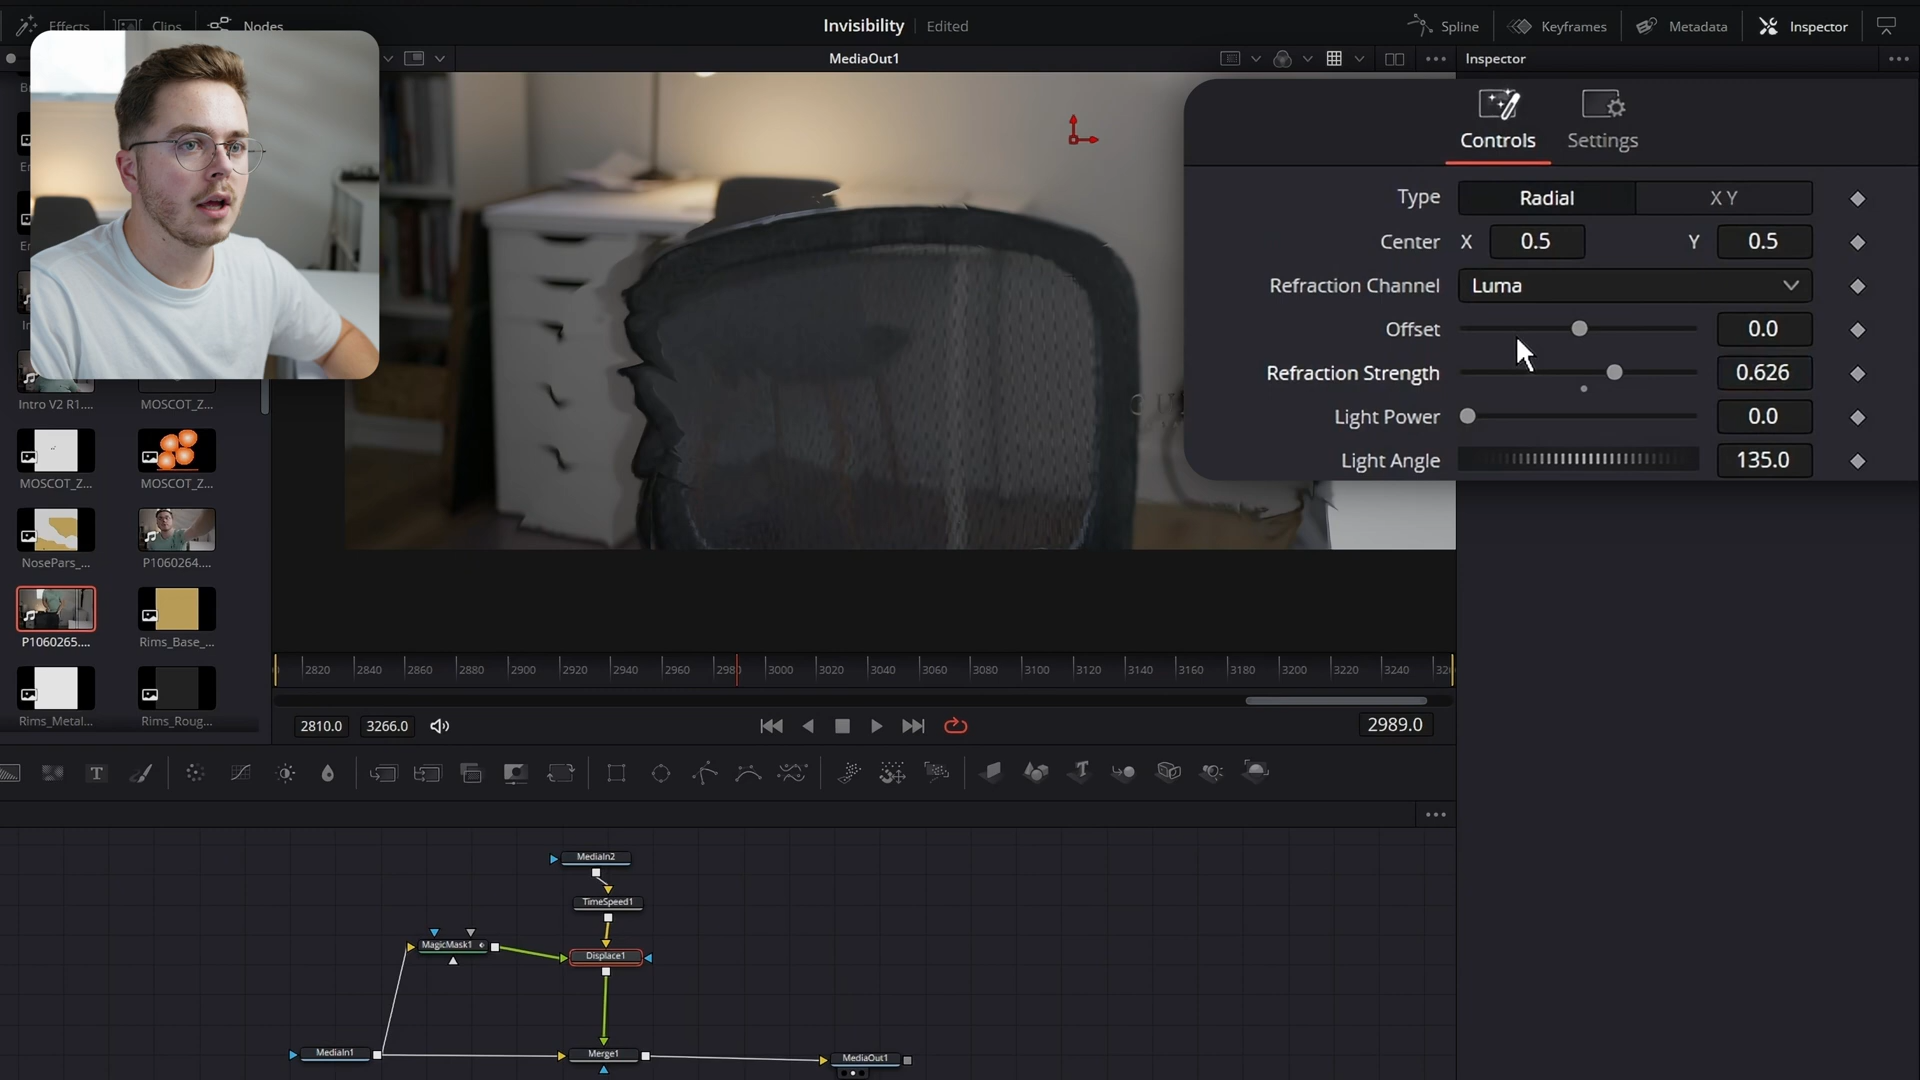 Effects Clips Nodes Invisibility Edited Spline Keyframes Metadata Inspector
MediaOut1 Inspector
Controls Settings
Type Radial X Y
Center X 0.5 Y 0.5
Refraction Channel Luma
Offset 0.0
Refraction Strength 0.626
Light Power 0.0
Light Angle 135.0
Intro V2 R1.... MOSCOT_Z...
MOSCOT_Z... MOSCOT_Z...
NosePars_... P1060264....
P1060265.... Rims_Base_...
Rims_Metal... Rims_Roug...
2820 2840 2860 2880 2900 2920 2940 2960 2980 3000 3020 3040 3060 3080 3100 3120 3140 3160 3180 3200 3220 3240
2810.0 3266.0 2989.0
T
MediaIn2
TimeSpeed1
MagicMask1
Displace1
MediaIn1 Merge1 MediaOut1